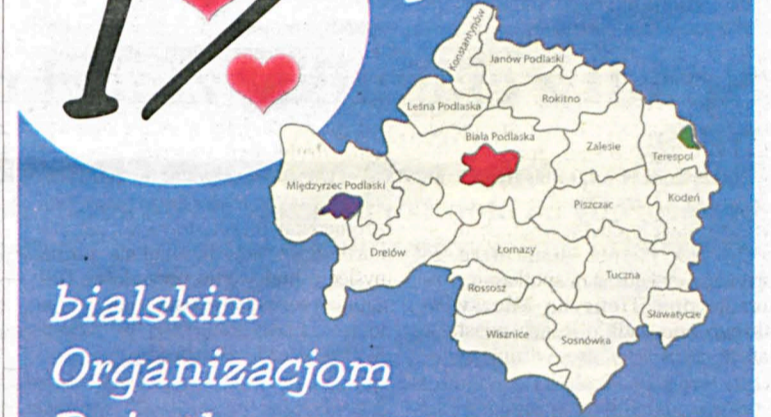 1%
Konstantynów
Janów Podlaski
Leśna Podlaska
Rokitno
Biała Podlaska
Zalesie
Terespol
Międzyrzec Podlaski
Piszczac
Kodeń
Drelów
Łomazy
Tuczna
Rossosz
Sławatycze
Wisznice
Sosnówka
bialskim
Organizacjom